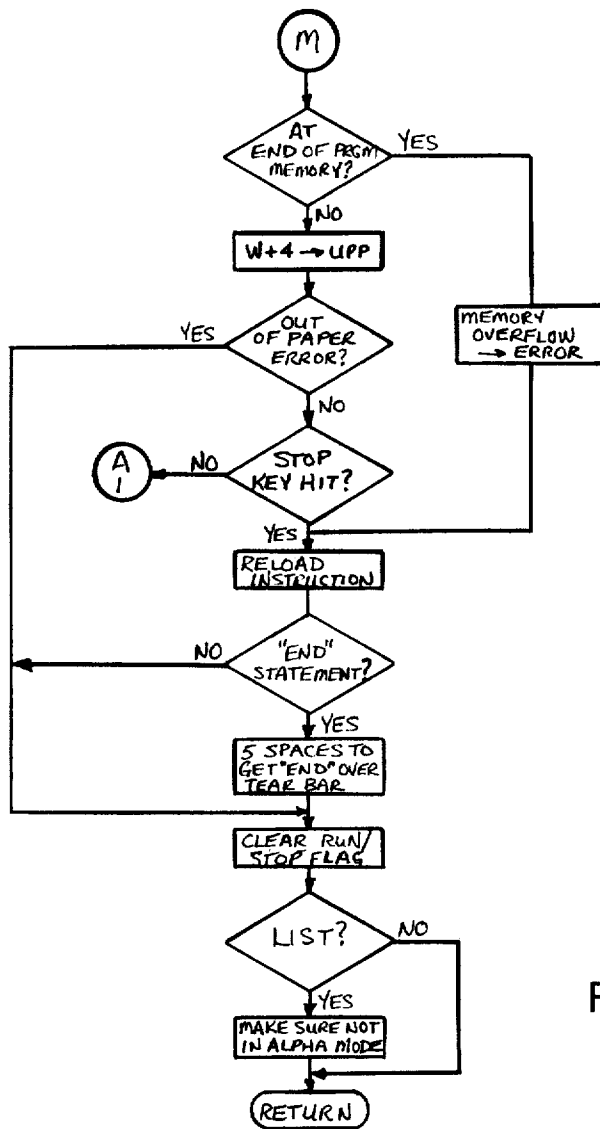 M
AT
END OF PRGM
MEMORY?
YES
NO
W+4 → UPP
YES
OUT
OF PAPER
ERROR?
MEMORY
OVERFLOW
→ ERROR
NO
A
1
NO
STOP
KEY HIT?
YES
RELOAD
INSTRUCTION
NO
"END"
STATEMENT?
YES
5 SPACES TO
GET "END" OVER
TEAR BAR
CLEAR RUN/
STOP FLAG
LIST?
NO
YES
MAKE SURE NOT
IN ALPHA MODE
RETURN
F